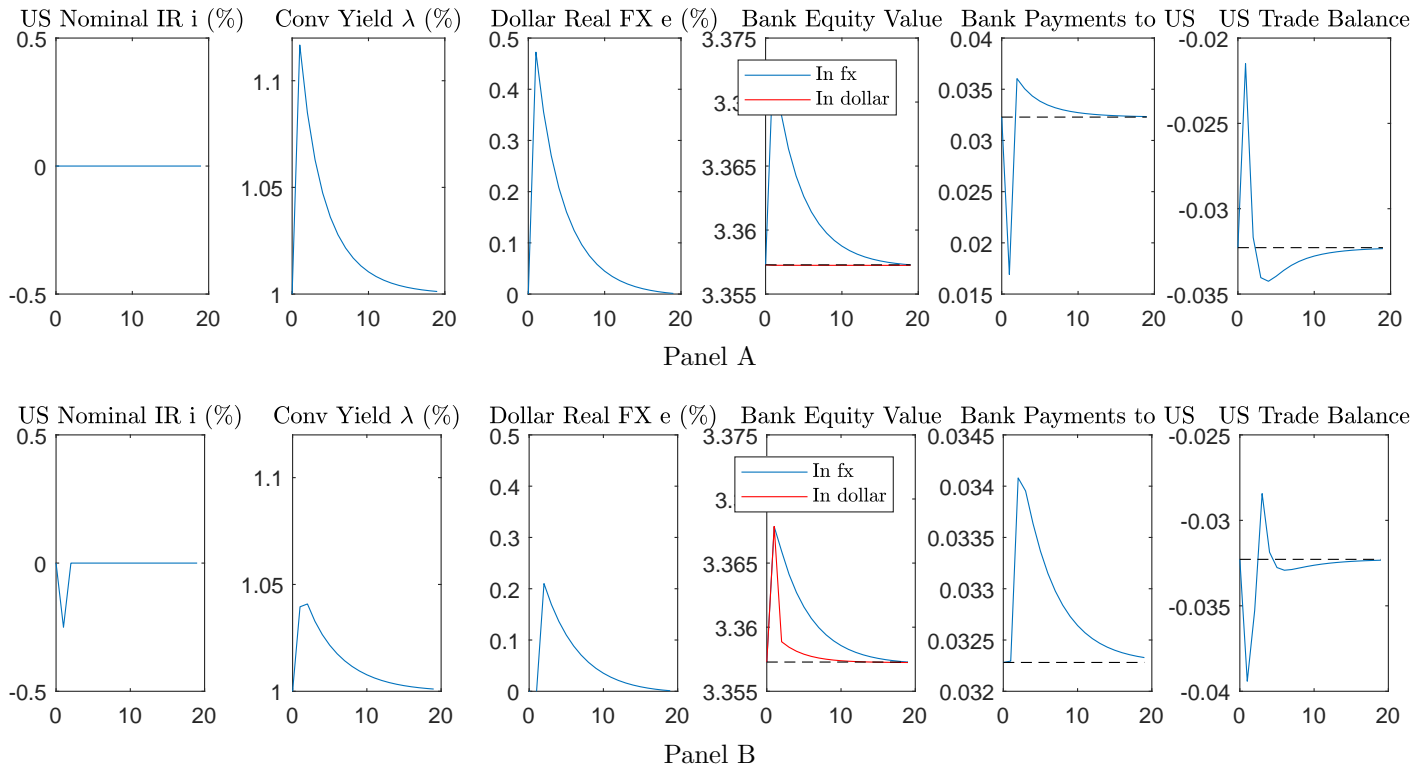 US Nominal IR i (%) Conv Yield λ (%) Dollar Real FX e (%) Bank Equity Value Bank Payments to US US Trade Balance
0.5 0 -0.5 0 10 20
1.1 1.05 1 0 10 20
0.5 0.4 0.3 0.2 0.1 0 0 10 20
3.375 3.37 3.365 3.36 3.355 0 10 20
In fx
In dollar
0.04 0.035 0.03 0.025 0.02 0.015 0 10 20
-0.02 -0.025 -0.03 -0.035 0 10 20
Panel A
US Nominal IR i (%) Conv Yield λ (%) Dollar Real FX e (%) Bank Equity Value Bank Payments to US US Trade Balance
0.5 0 -0.5 0 10 20
1.1 1.05 1 0 10 20
0.5 0.4 0.3 0.2 0.1 0 0 10 20
3.375 3.365 3.36 3.355 0 10 20
In fx
In dollar
0.0345 0.034 0.0335 0.033 0.0325 0.032 0 10 20
-0.025 -0.03 -0.035 -0.04 0 10 20
Panel B